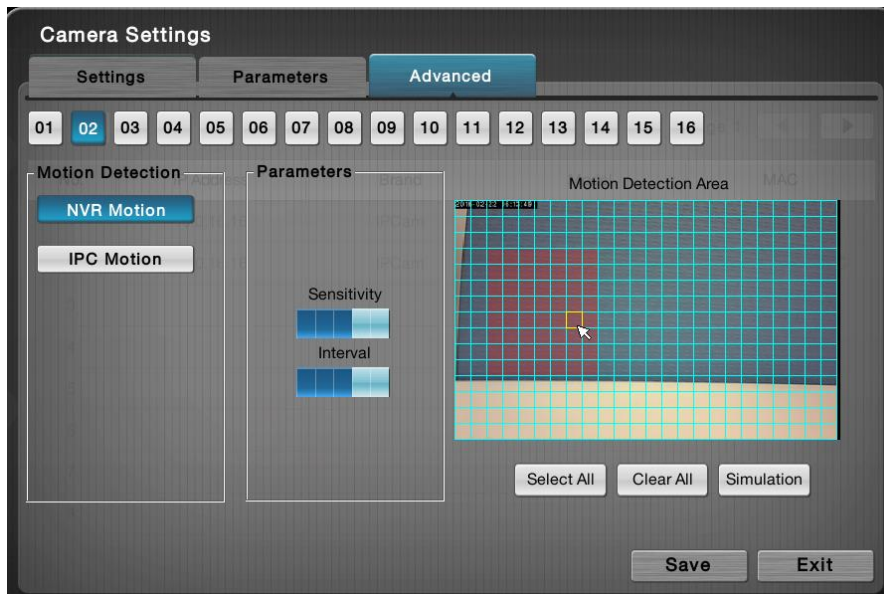 Camera Settings
Settings
Parameters
Advanced
01 02 03 04 05 06 07 08 09 10 11 12 13 14 15 16
Motion Detection
NVR Motion
IPC Motion
Parameters
Sensitivity
Interval
Brand
MAC
Motion Detection Area
Select All
Clear All
Simulation
Save
Exit